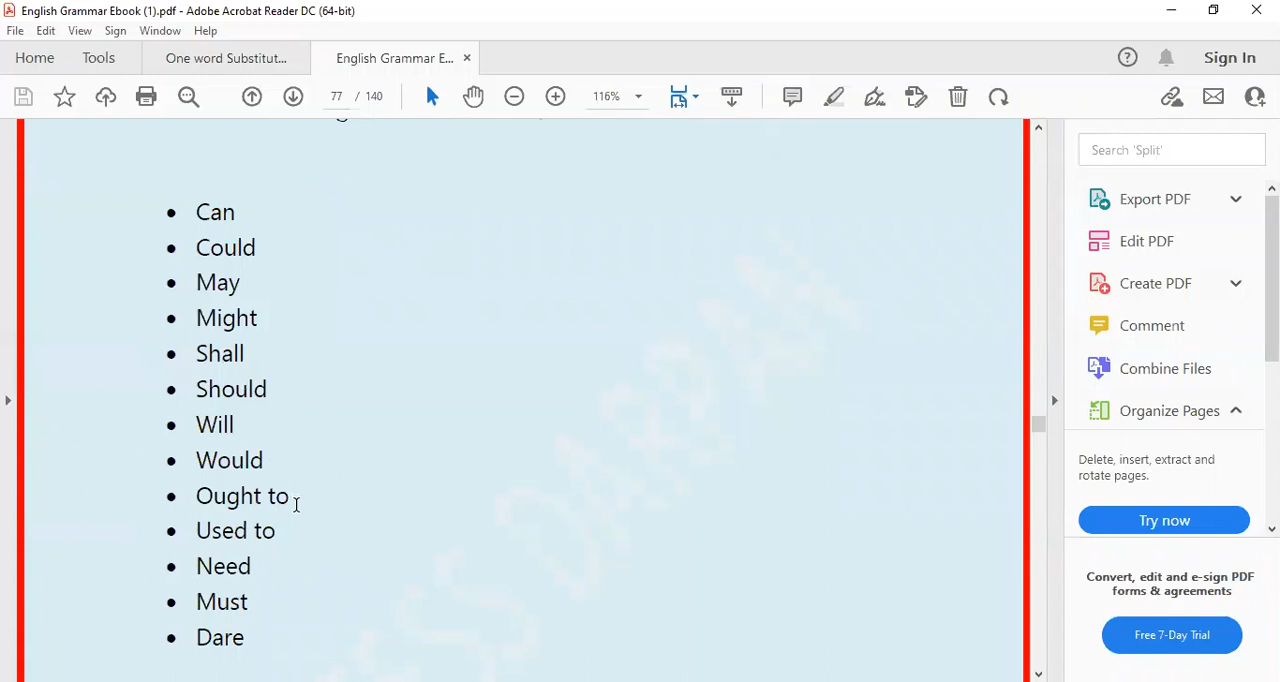 English Grammar Ebook (1).pdf - Adobe Acrobat Reader DC (64-bit)
File Edit View Sign Window Help
Home Tools One word Substitut... English Grammar E... × Sign In
77 / 140 116%
Search 'Split'
• Can
• Could
• May
• Might
• Shall
• Should
• Will
• Would
• Ought to
• Used to
• Need
• Must
• Dare
Export PDF
Edit PDF
Create PDF
Comment
Combine Files
Organize Pages
Delete, insert, extract and
rotate pages.
Try now
Convert, edit and e-sign PDF
forms & agreements
Free 7-Day Trial